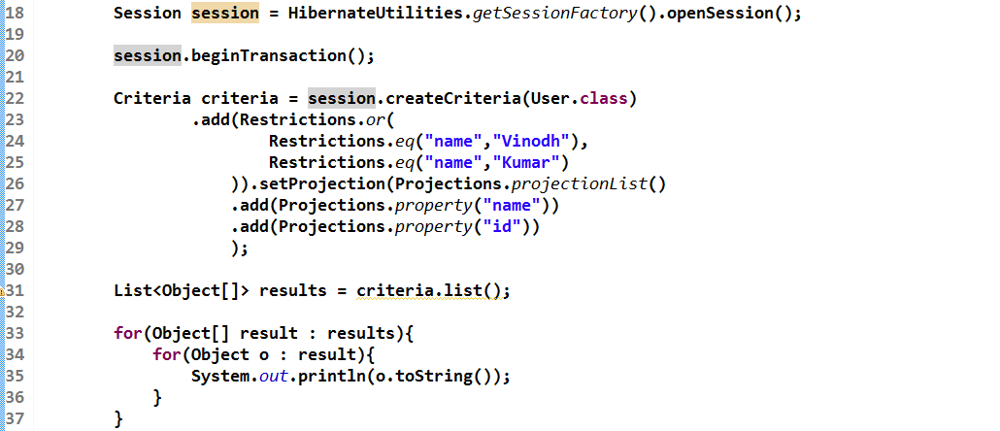 18 Session session = HibernateUtilities.getSessionFactory().openSession();
19
20 session.beginTransaction();
21
22 Criteria criteria = session.createCriteria(User.class)
23 .add(Restrictions.or(
24 Restrictions.eq("name","Vinodh"),
25 Restrictions.eq("name","Kumar")
26 )).setProjection(Projections.projectionList()
27 .add(Projections.property("name"))
28 .add(Projections.property("id"))
29 );
30
31 List<Object[]> results = criteria.list();
32
33 for(Object[] result : results){
34 for(Object o : result){
35 System.out.println(o.toString());
36 }
37 }